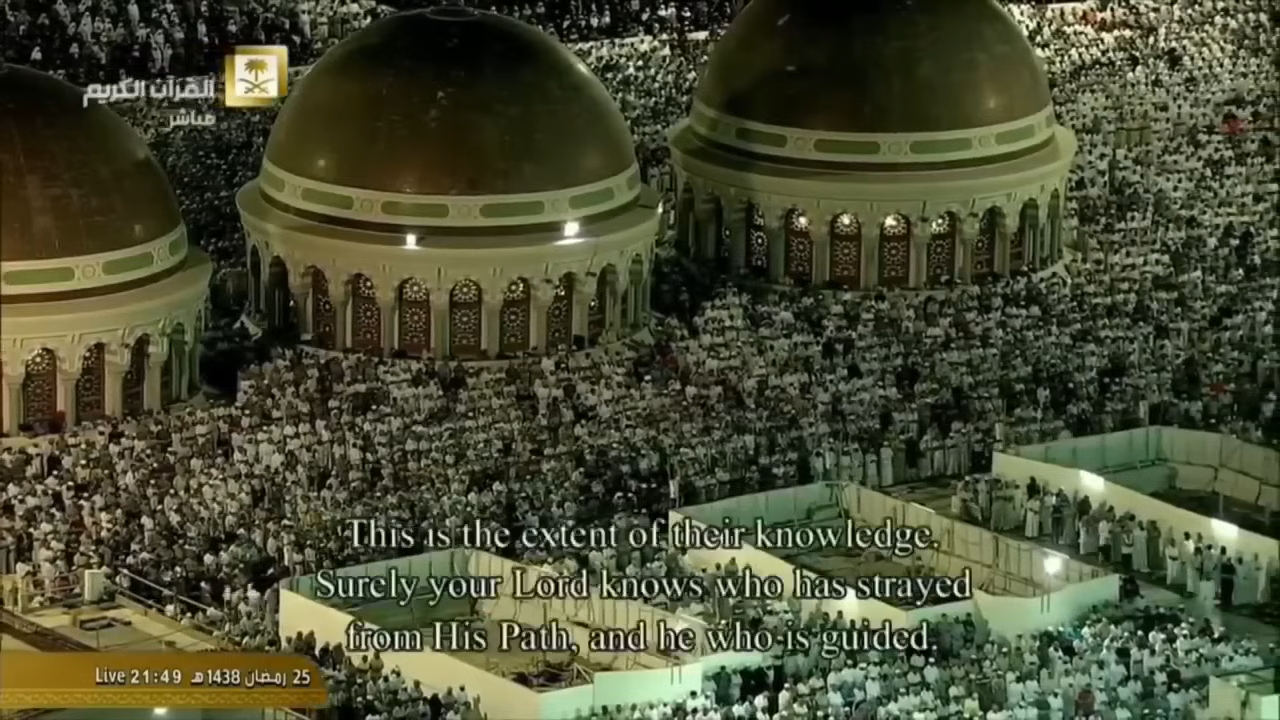 القرآن الكريم
مباشر
This is the extent of their knowledge.
Surely your Lord knows who has strayed
from His Path, and he who is guided.
Live 21:49 25 رمضان 1438هـ